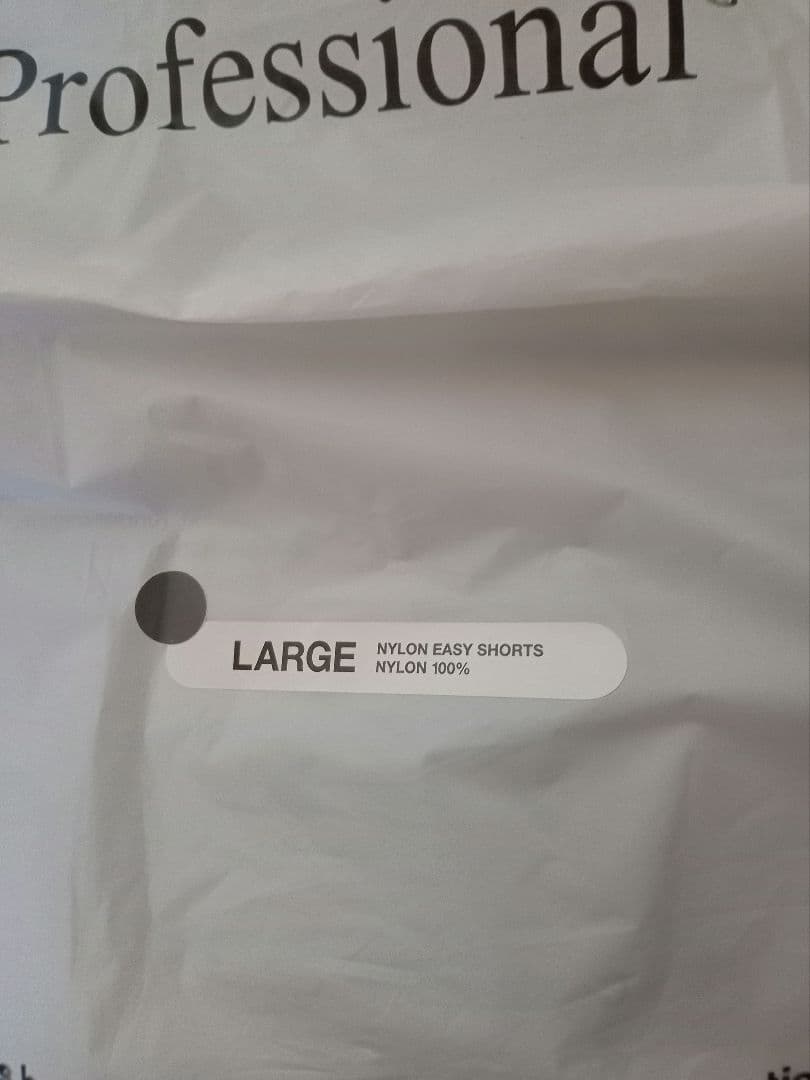 Professional
LARGE
NYLON EASY SHORTS
NYLON 100%